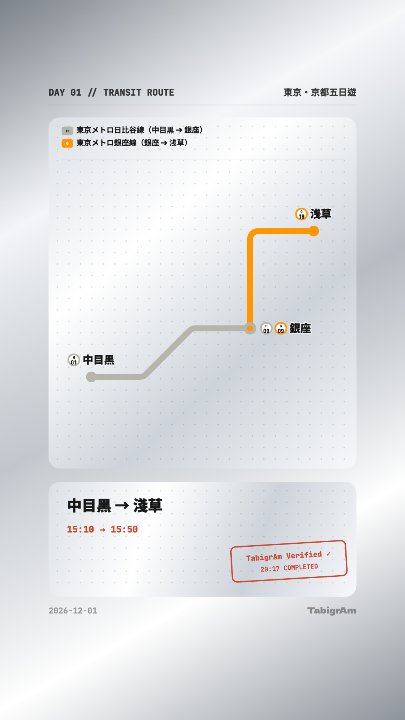 DAY 01 // TRANSIT ROUTE
東京・京都五日遊
東京メトロ日比谷線（中目黒 → 銀座）
東京メトロ銀座線（銀座 → 浅草）
浅草
銀座
中目黒
中目黒 → 淺草
15:10 → 15:50
TabigrAm Verified ✓
20:17 COMPLETED
2026-12-01
TabigrAm